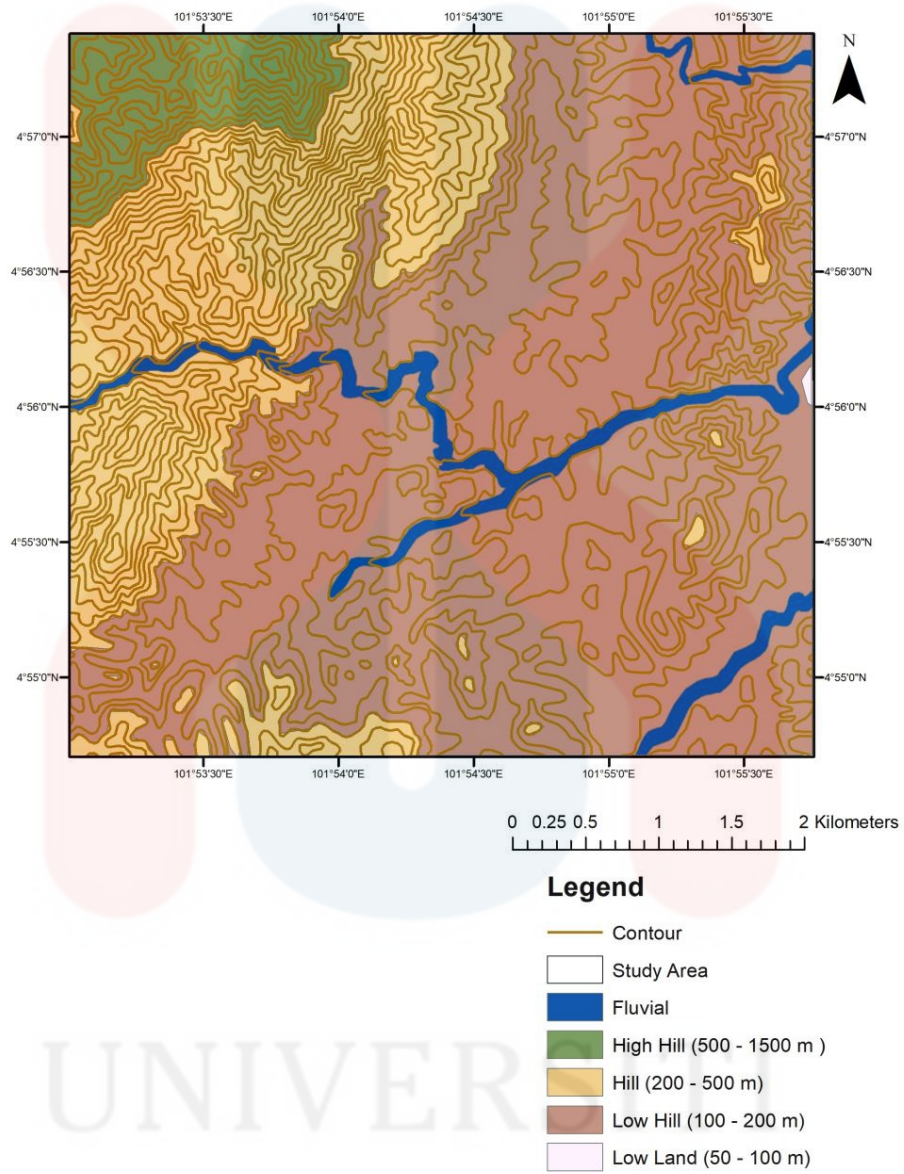 101°53'30"E 101°54'0"E 101°54'30"E 101°55'0"E 101°55'30"E
N
4°57'0"N 4°57'0"N
4°56'30"N 4°56'30"N
4°56'0"N 4°56'0"N
4°55'30"N 4°55'30"N
4°55'0"N 4°55'0"N
101°53'30"E 101°54'0"E 101°54'30"E 101°55'0"E 101°55'30"E
0 0.25 0.5 1 1.5 2 Kilometers
Legend
Contour
Study Area
Fluvial
High Hill (500 - 1500 m )
Hill (200 - 500 m)
Low Hill (100 - 200 m)
Low Land (50 - 100 m)
UNIVERSITI